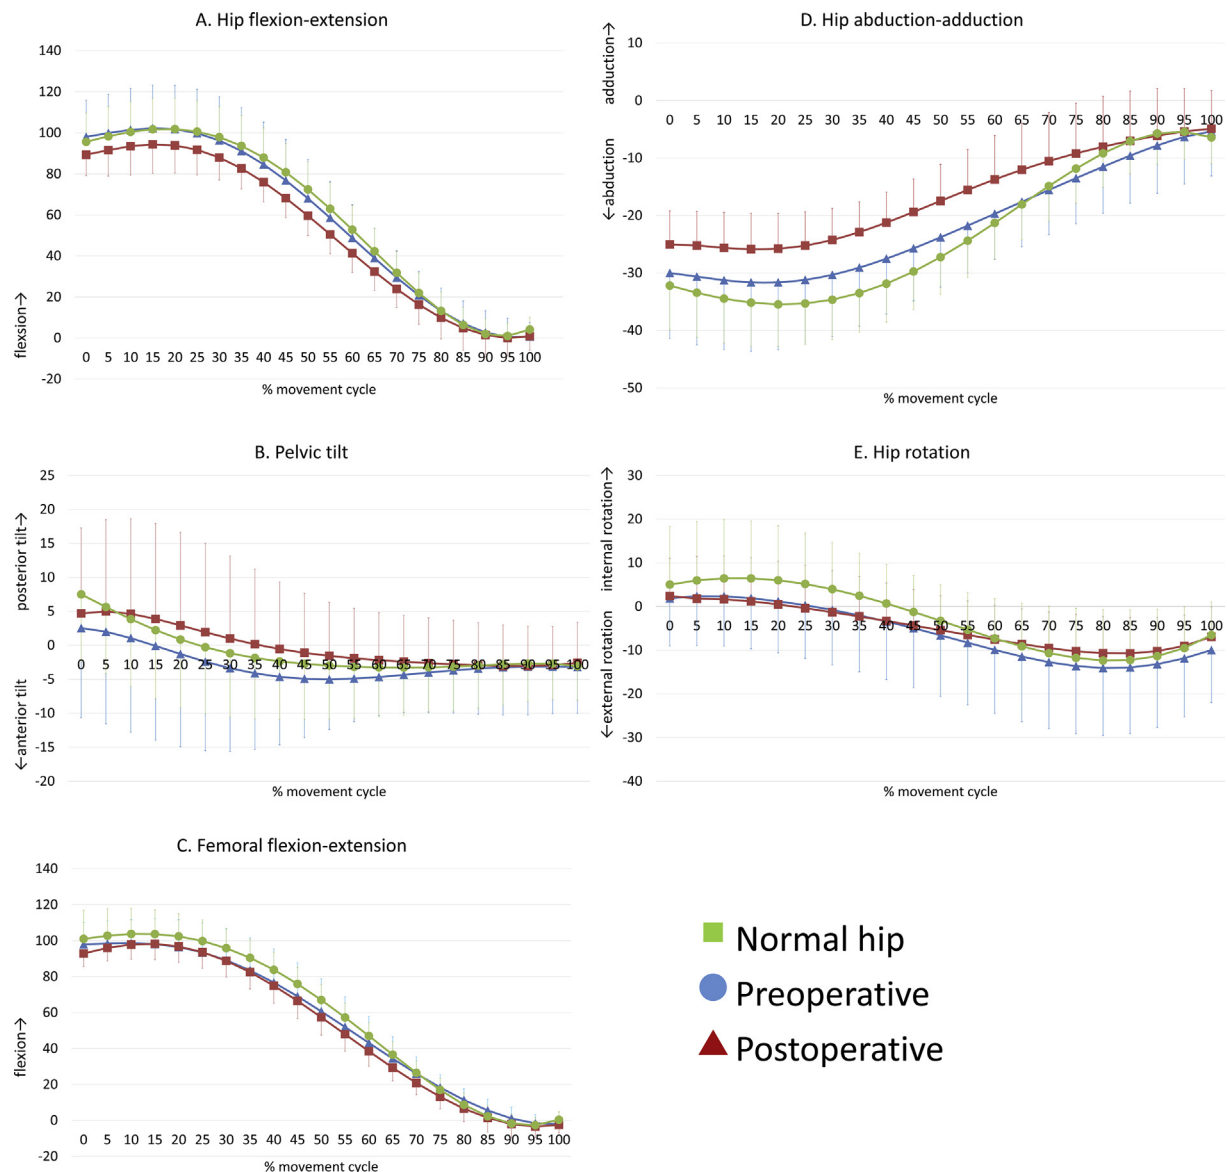 A. Hip flexion-extension
140
120
100
80
60
40
20
0
-20
flexion→
0 5 10 15 20 25 30 35 40 45 50 55 60 65 70 75 80 85 90 95 100
% movement cycle
D. Hip abduction-adduction
10
0
-10
-20
-30
-40
-50
adduction→
←abduction
0 5 10 15 20 25 30 35 40 45 50 55 60 65 70 75 80 85 90 95 100
% movement cycle
B. Pelvic tilt
25
20
15
10
5
0
-5
-10
-15
-20
posterior tilt→
←anterior tilt
0 5 10 15 20 25 30 35 40 45 50 55 60 65 70 75 80 85 90 95 100
% movement cycle
E. Hip rotation
30
20
10
0
-10
-20
-30
-40
internal rotation→
←external rotation
0 5 10 15 20 25 30 35 40 45 50 55 60 65 70 75 80 85 90 95 100
% movement cycle
C. Femoral flexion-extension
140
120
100
80
60
40
20
0
-20
flexion→
0 5 10 15 20 25 30 35 40 45 50 55 60 65 70 75 80 85 90 95 100
% movement cycle
Normal hip
Preoperative
Postoperative